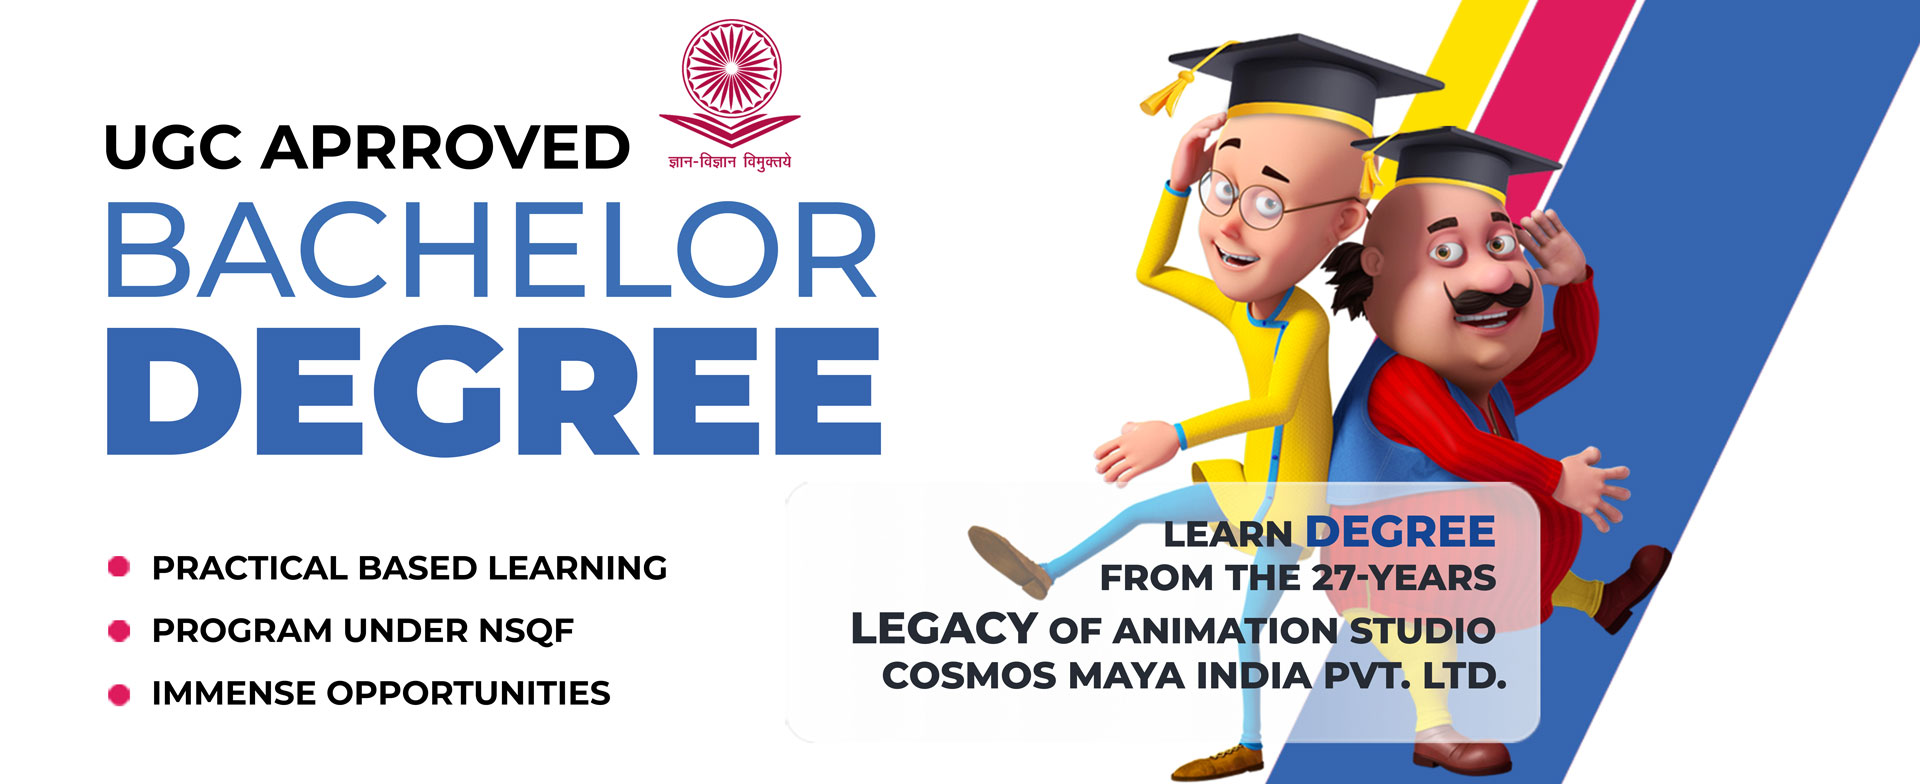 UGC APRROVED
ज्ञान-विज्ञान विमुक्तये
BACHELOR
DEGREE
PRACTICAL BASED LEARNING
PROGRAM UNDER NSQF
IMMENSE OPPORTUNITIES
LEARN DEGREE
FROM THE 27-YEARS
LEGACY OF ANIMATION STUDIO
COSMOS MAYA INDIA PVT. LTD.